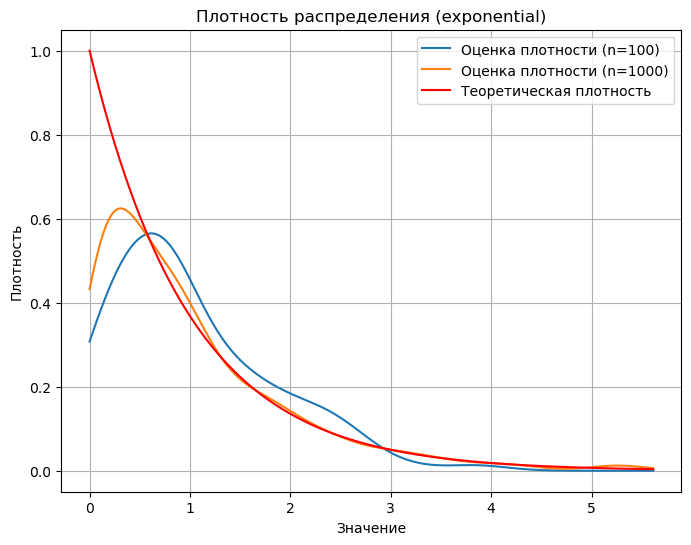 Плотность распределения (exponential)
Оценка плотности (n=100)
Оценка плотности (n=1000)
Теоретическая плотность
Плотность
1.0
0.8
0.6
0.4
0.2
0.0
0 1 2 3 4 5
Значение